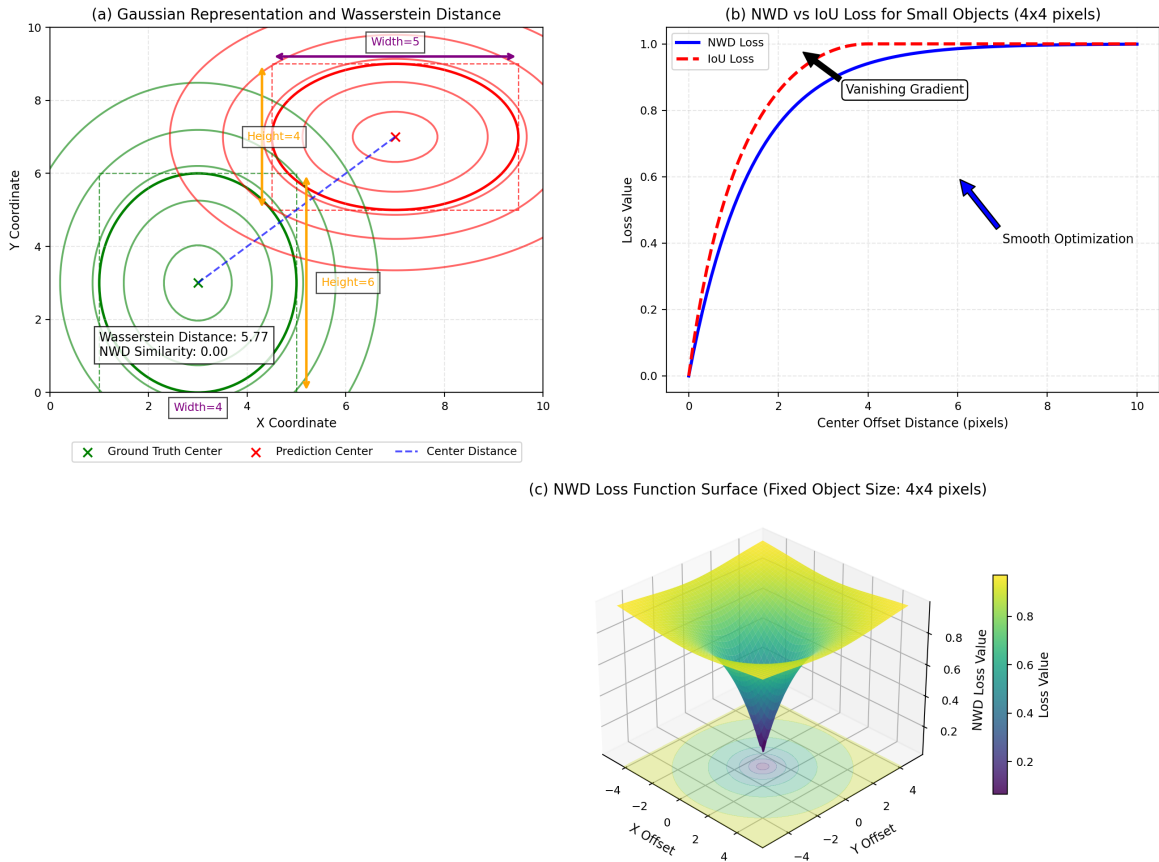 (a) Gaussian Representation and Wasserstein Distance
10
8
6
4
2
0
Y Coordinate
Width=5
Height=4
Height=6
Wasserstein Distance: 5.77
NWD Similarity: 0.00
Width=4
0 2 4 6 8 10
X Coordinate
Ground Truth Center Prediction Center Center Distance
(b) NWD vs IoU Loss for Small Objects (4x4 pixels)
NWD Loss
IoU Loss
Vanishing Gradient
Smooth Optimization
1.0
0.8
0.6
0.4
0.2
0.0
Loss Value
0 2 4 6 8 10
Center Offset Distance (pixels)
(c) NWD Loss Function Surface (Fixed Object Size: 4x4 pixels)
0.8
0.6
0.4
0.2
NWD Loss Value
−4
−2
0
2
4
X Offset
−4
−2
0
2
4
Y Offset
0.8
0.6
0.4
0.2
Loss Value